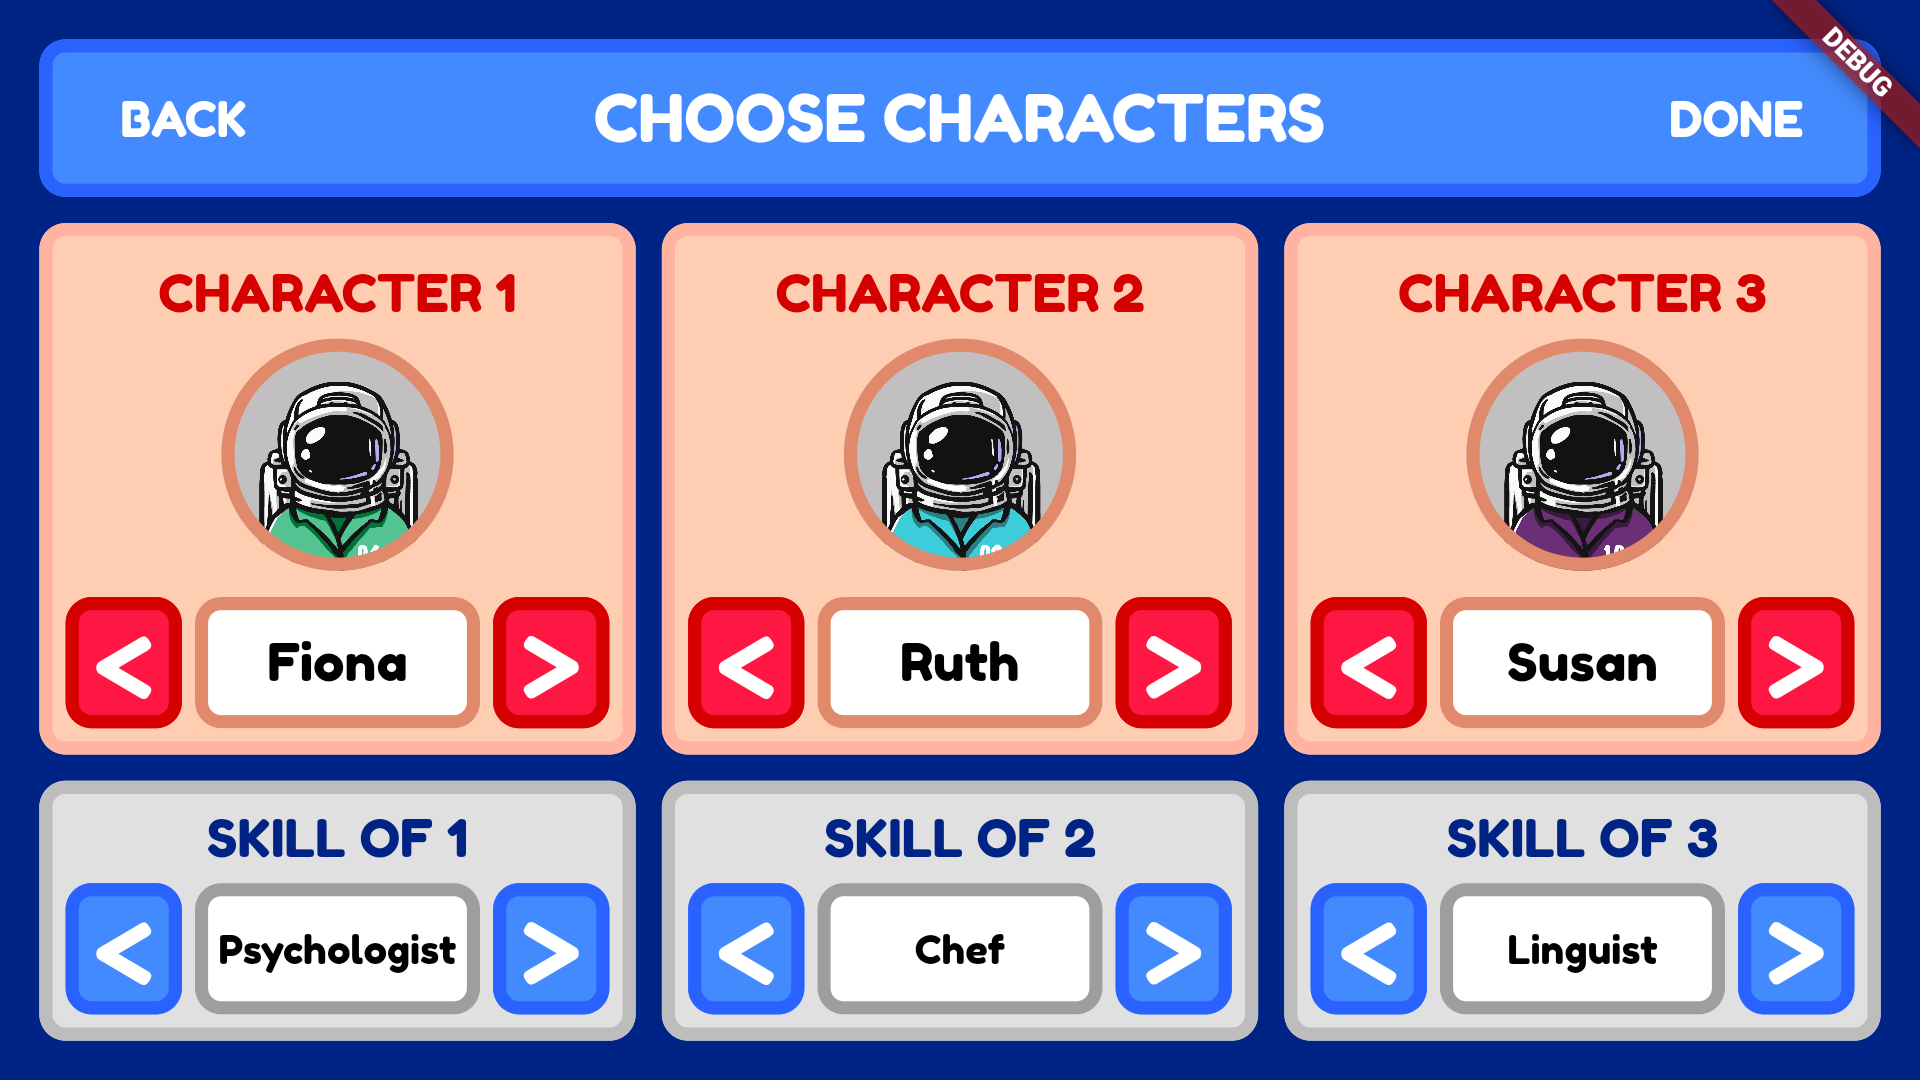 BACK
CHOOSE CHARACTERS
DONE
DEBUG
CHARACTER 1
CHARACTER 2
CHARACTER 3
<
Fiona
>
<
Ruth
>
<
Susan
>
SKILL OF 1
SKILL OF 2
SKILL OF 3
<
Psychologist
>
<
Chef
>
<
Linguist
>